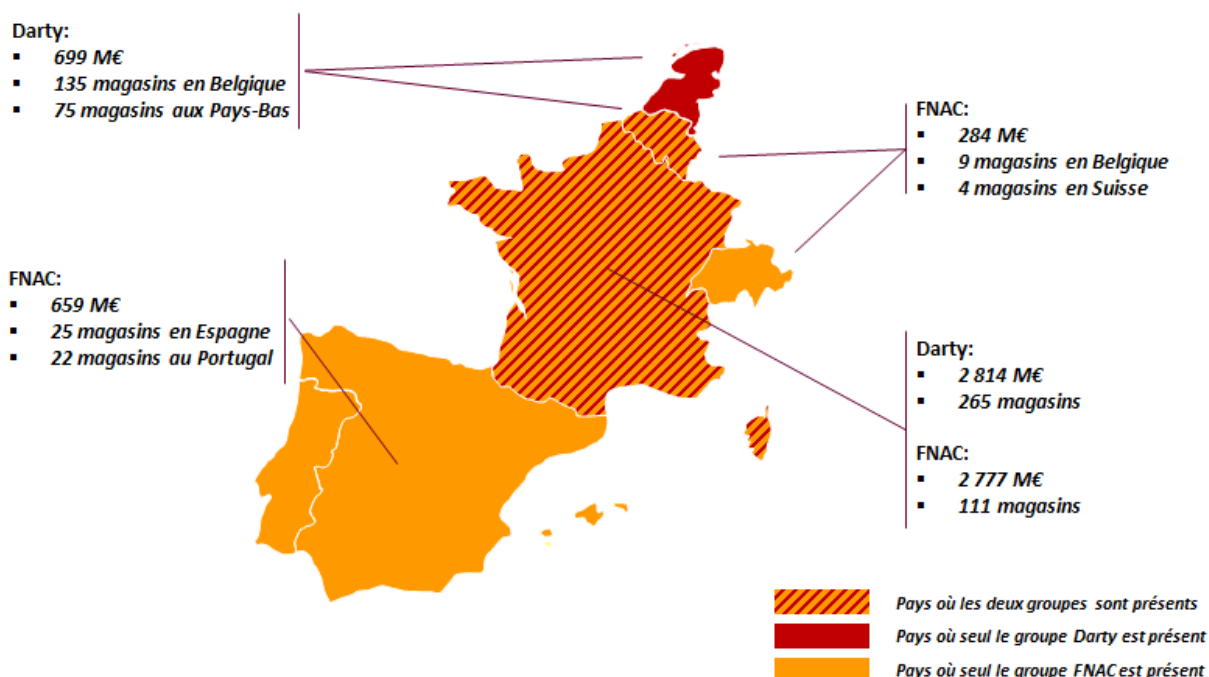 Darty:
▪ 699 M€
▪ 135 magasins en Belgique
▪ 75 magasins aux Pays-Bas
FNAC:
▪ 284 M€
▪ 9 magasins en Belgique
▪ 4 magasins en Suisse
FNAC:
▪ 659 M€
▪ 25 magasins en Espagne
▪ 22 magasins au Portugal
Darty:
▪ 2 814 M€
▪ 265 magasins
FNAC:
▪ 2 777 M€
▪ 111 magasins
Pays où les deux groupes sont présents
Pays où seul le groupe Darty est présent
Pays où seul le groupe FNAC est présent